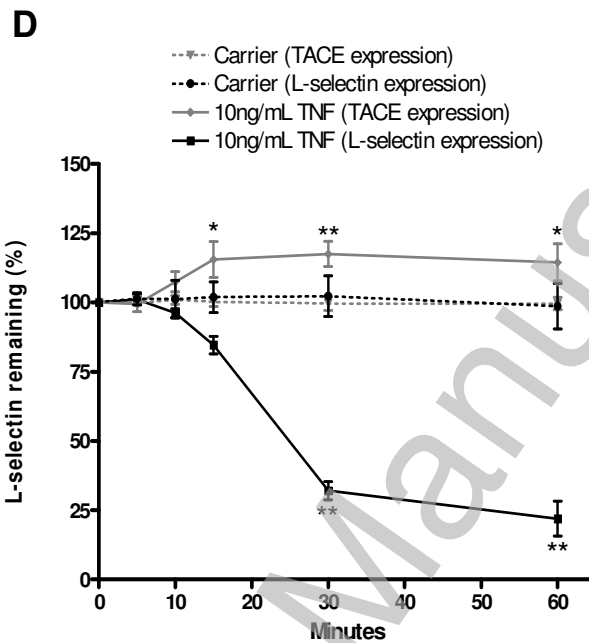 D
Carrier (TACE expression)
Carrier (L-selectin expression)
10ng/mL TNF (TACE expression)
10ng/mL TNF (L-selectin expression)
L-selectin remaining (%)
150
125
100
75
50
25
0
* ** *
**
**
0 10 20 30 40 50 60
Minutes
Manus